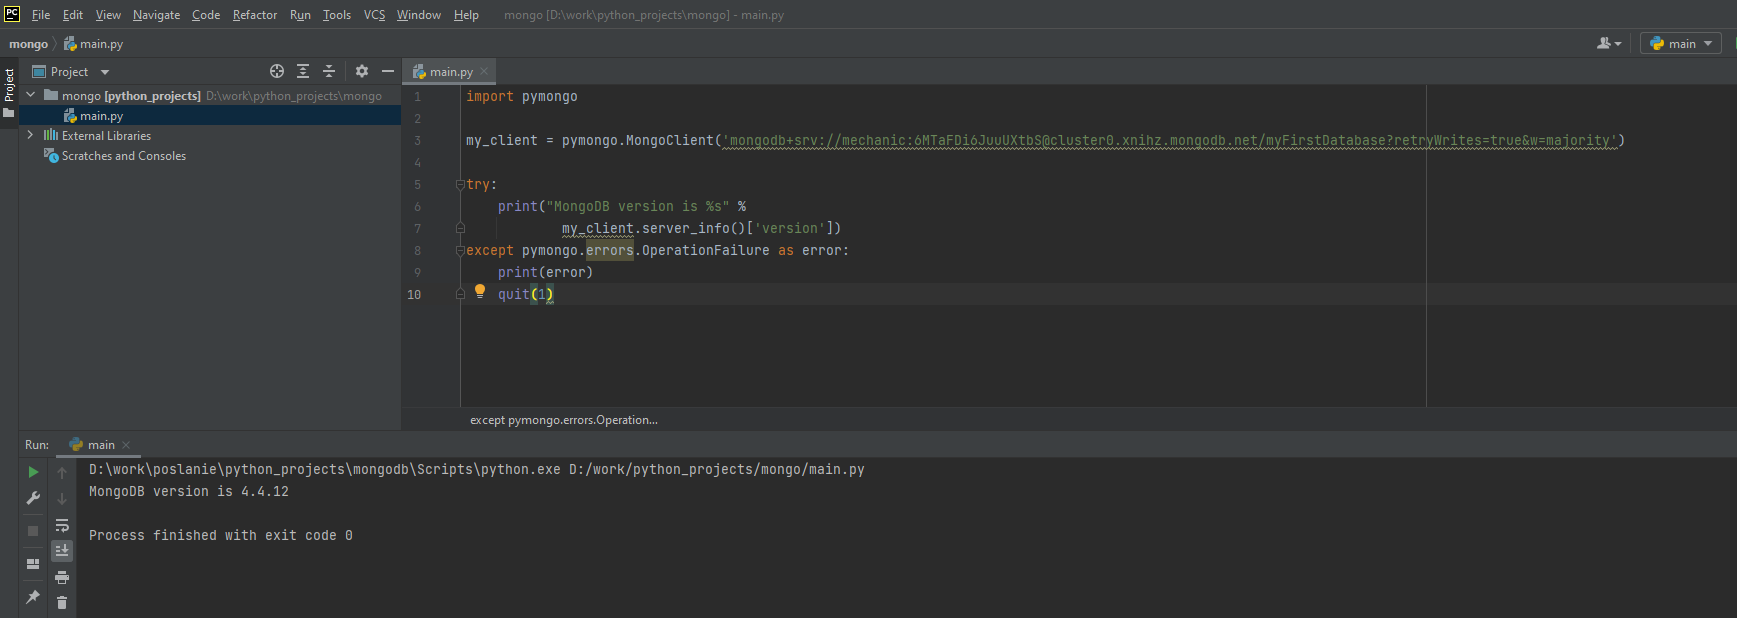 PC File Edit View Navigate Code Refactor Run Tools VCS Window Help mongo [D:\work\python_projects\mongo] - main.py
mongo main.py main
Project
Project
mongo [python_projects] D:\work\python_projects\mongo
main.py
External Libraries
Scratches and Consoles
main.py
1 import pymongo
2
3 my_client = pymongo.MongoClient('mongodb+srv://mechanic:6MTaFDi6JuuUXtbS@cluster0.xnihz.mongodb.net/myFirstDatabase?retryWrites=true&w=majority')
4
5 try:
6 print("MongoDB version is %s" %
7 my_client.server_info()['version'])
8 except pymongo.errors.OperationFailure as error:
9 print(error)
10 quit(1)
except pymongo.errors.Operation...
Run: main
D:\work\poslanie\python_projects\mongodb\Scripts\python.exe D:/work/python_projects/mongo/main.py
MongoDB version is 4.4.12
Process finished with exit code 0